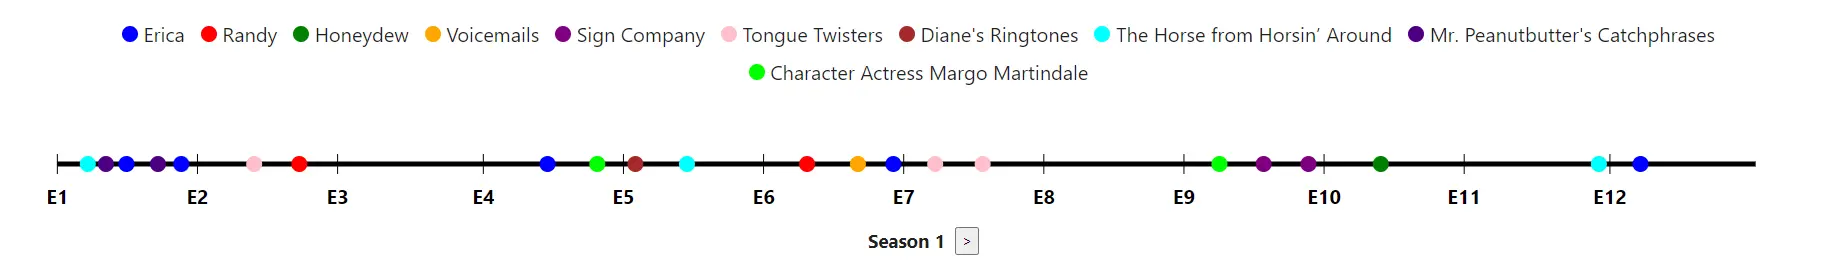 Erica Randy Honeydew Voicemails Sign Company Tongue Twisters Diane's Ringtones The Horse from Horsin’ Around Mr. Peanutbutter's Catchphrases
Character Actress Margo Martindale
E1 E2 E3 E4 E5 E6 E7 E8 E9 E10 E11 E12
Season 1 >